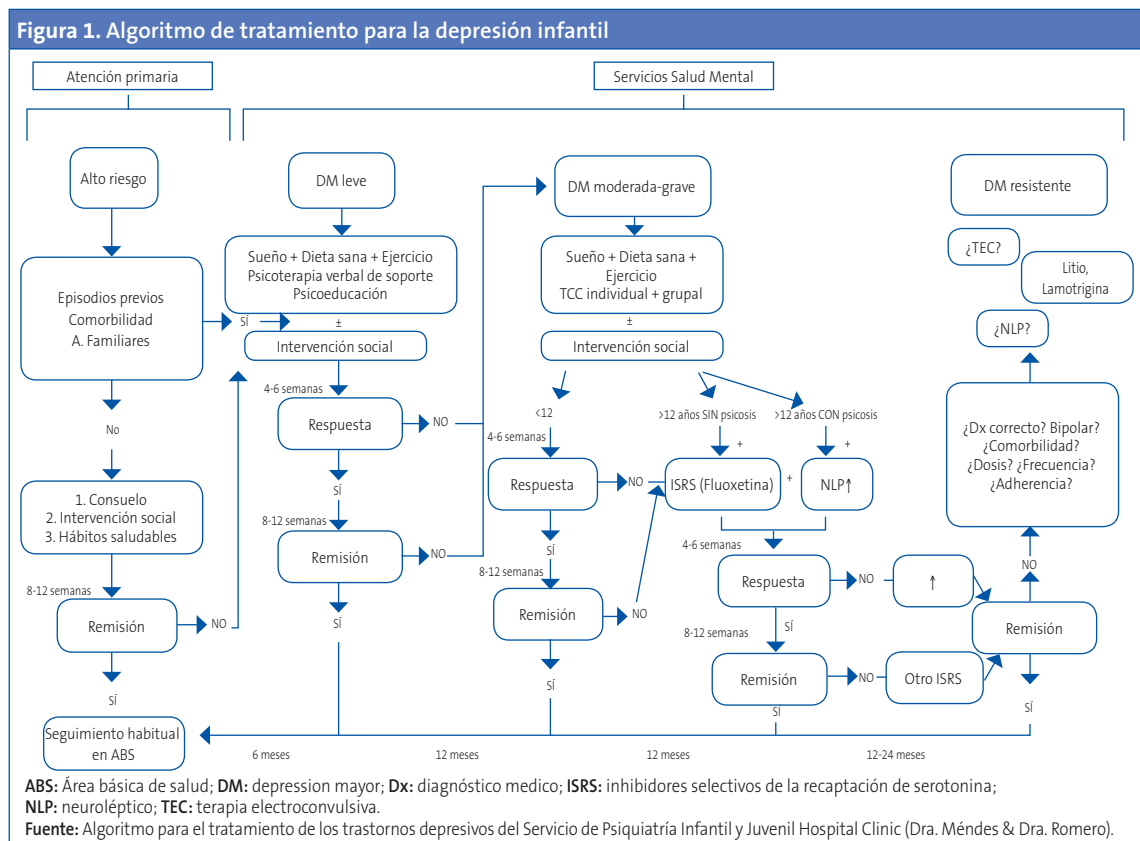 Figura 1. Algoritmo de tratamiento para la depresión infantil
Atención primaria
Servicios Salud Mental
Alto riesgo
Episodios previos
Comorbilidad
A. Familiares
SÍ
No
1. Consuelo
2. Intervención social
3. Hábitos saludables
8-12 semanas
Remisión
NO
SÍ
Seguimiento habitual
en ABS
DM leve
Sueño + Dieta sana + Ejercicio
Psicoterapia verbal de soporte
Psicoeducación
±
Intervención social
4-6 semanas
Respuesta
NO
SÍ
8-12 semanas
Remisión
NO
SÍ
DM moderada-grave
Sueño + Dieta sana +
Ejercicio
TCC individual + grupal
±
Intervención social
<12
>12 años SIN psicosis
>12 años CON psicosis
4-6 semanas
+
+
Respuesta
NO
ISRS (Fluoxetina)
+
NLP↑
SÍ
8-12 semanas
Remisión
NO
SÍ
4-6 semanas
Respuesta
NO
↑
SÍ
8-12 semanas
Remisión
NO
Otro ISRS
SÍ
DM resistente
¿TEC?
Litio,
Lamotrigina
¿NLP?
¿Dx correcto? Bipolar?
¿Comorbilidad?
¿Dosis? ¿Frecuencia?
¿Adherencia?
NO
Remisión
SÍ
6 meses
12 meses
12 meses
12-24 meses
ABS: Área básica de salud; DM: depression mayor; Dx: diagnóstico medico; ISRS: inhibidores selectivos de la recaptación de serotonina;
NLP: neuroléptico; TEC: terapia electroconvulsiva.
Fuente: Algoritmo para el tratamiento de los trastornos depresivos del Servicio de Psiquiatría Infantil y Juvenil Hospital Clinic (Dra. Méndes & Dra. Romero).